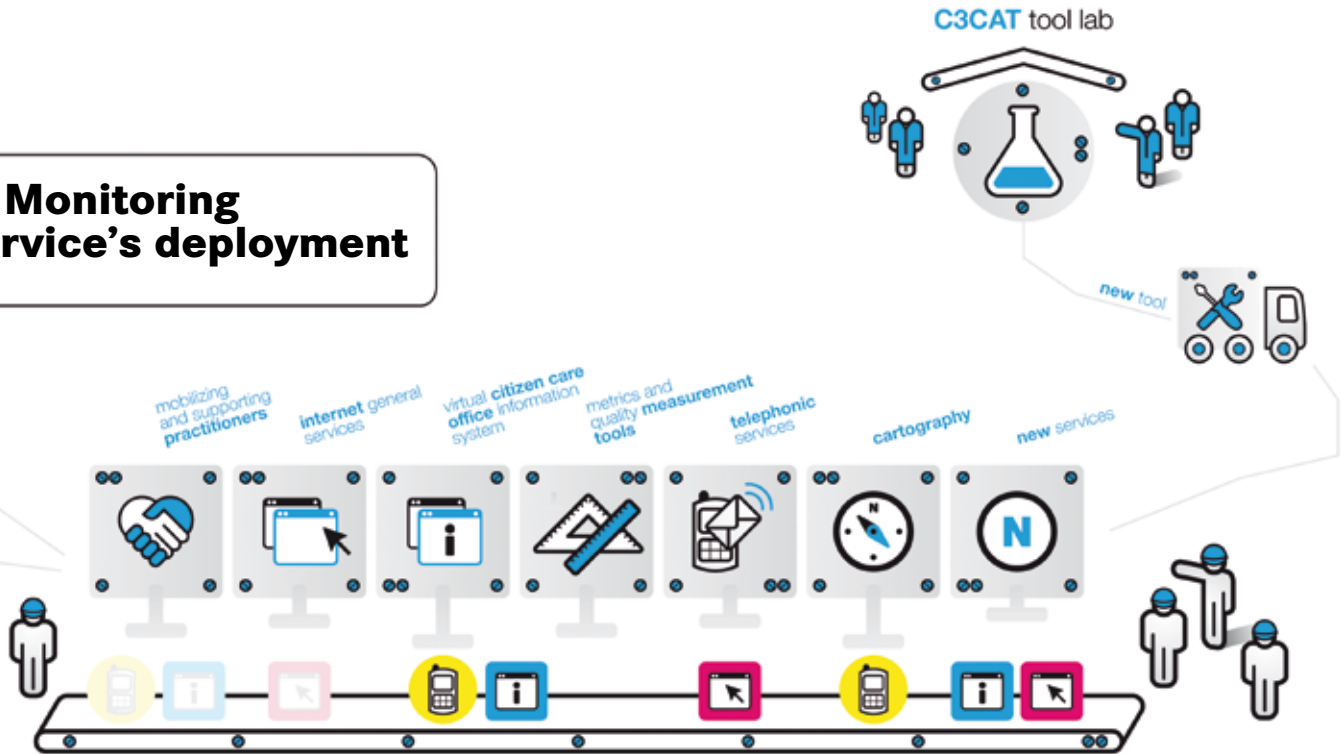 C3CAT tool lab
Monitoring
rvice's deployment
new tool
mobilizing
and supporting
practitioners
internet general
services
virtual citizen care
office information
system
metrics and
quality measurement
tools
telephonic
services
cartography
new services
i
N
N
i
i
i